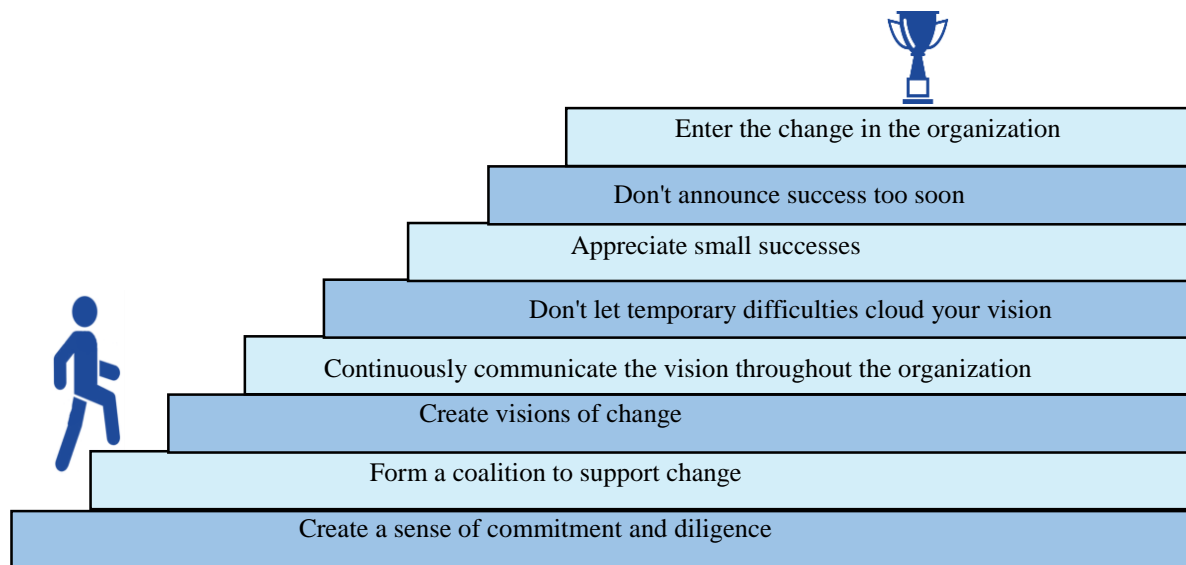 Enter the change in the organization
Don't announce success too soon
Appreciate small successes
Don't let temporary difficulties cloud your vision
Continuously communicate the vision throughout the organization
Create visions of change
Form a coalition to support change
Create a sense of commitment and diligence